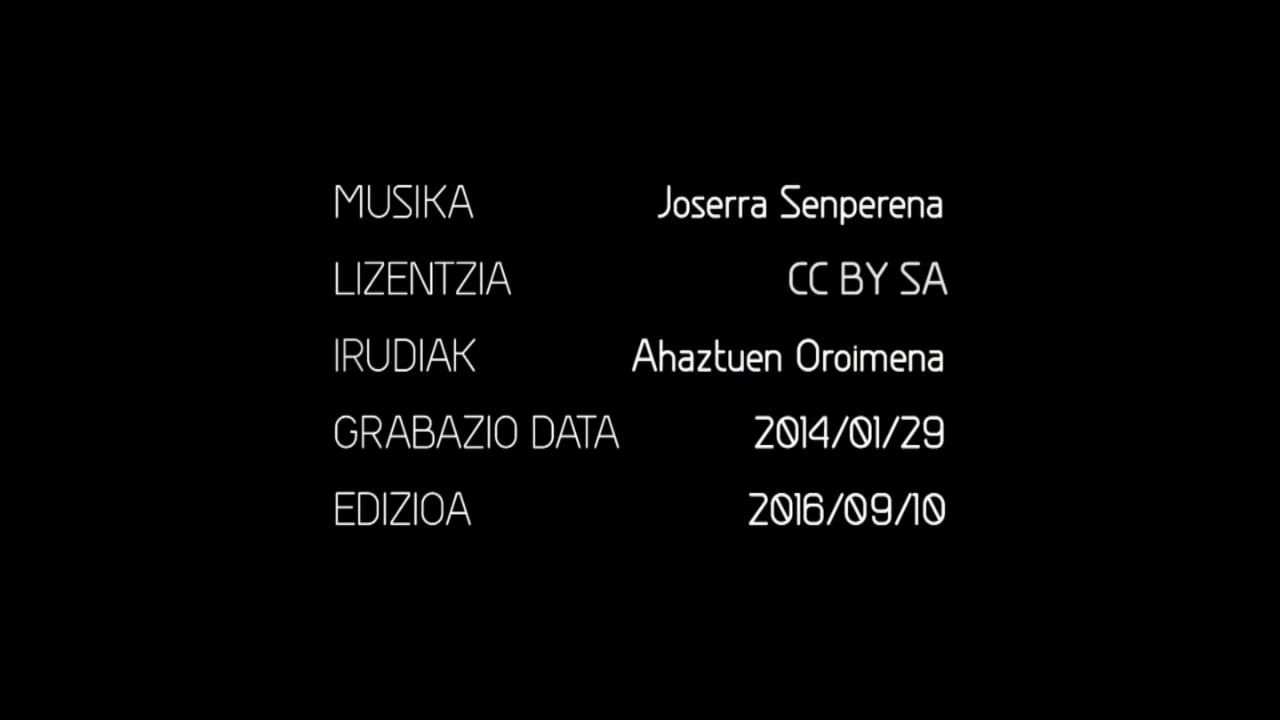 MUSIKA Joserra Senperena
LIZENTZIA CC BY SA
IRUDIAK Ahaztuen Oroimena
GRABAZIO DATA 2014/01/29
EDIZIOA 2016/09/10